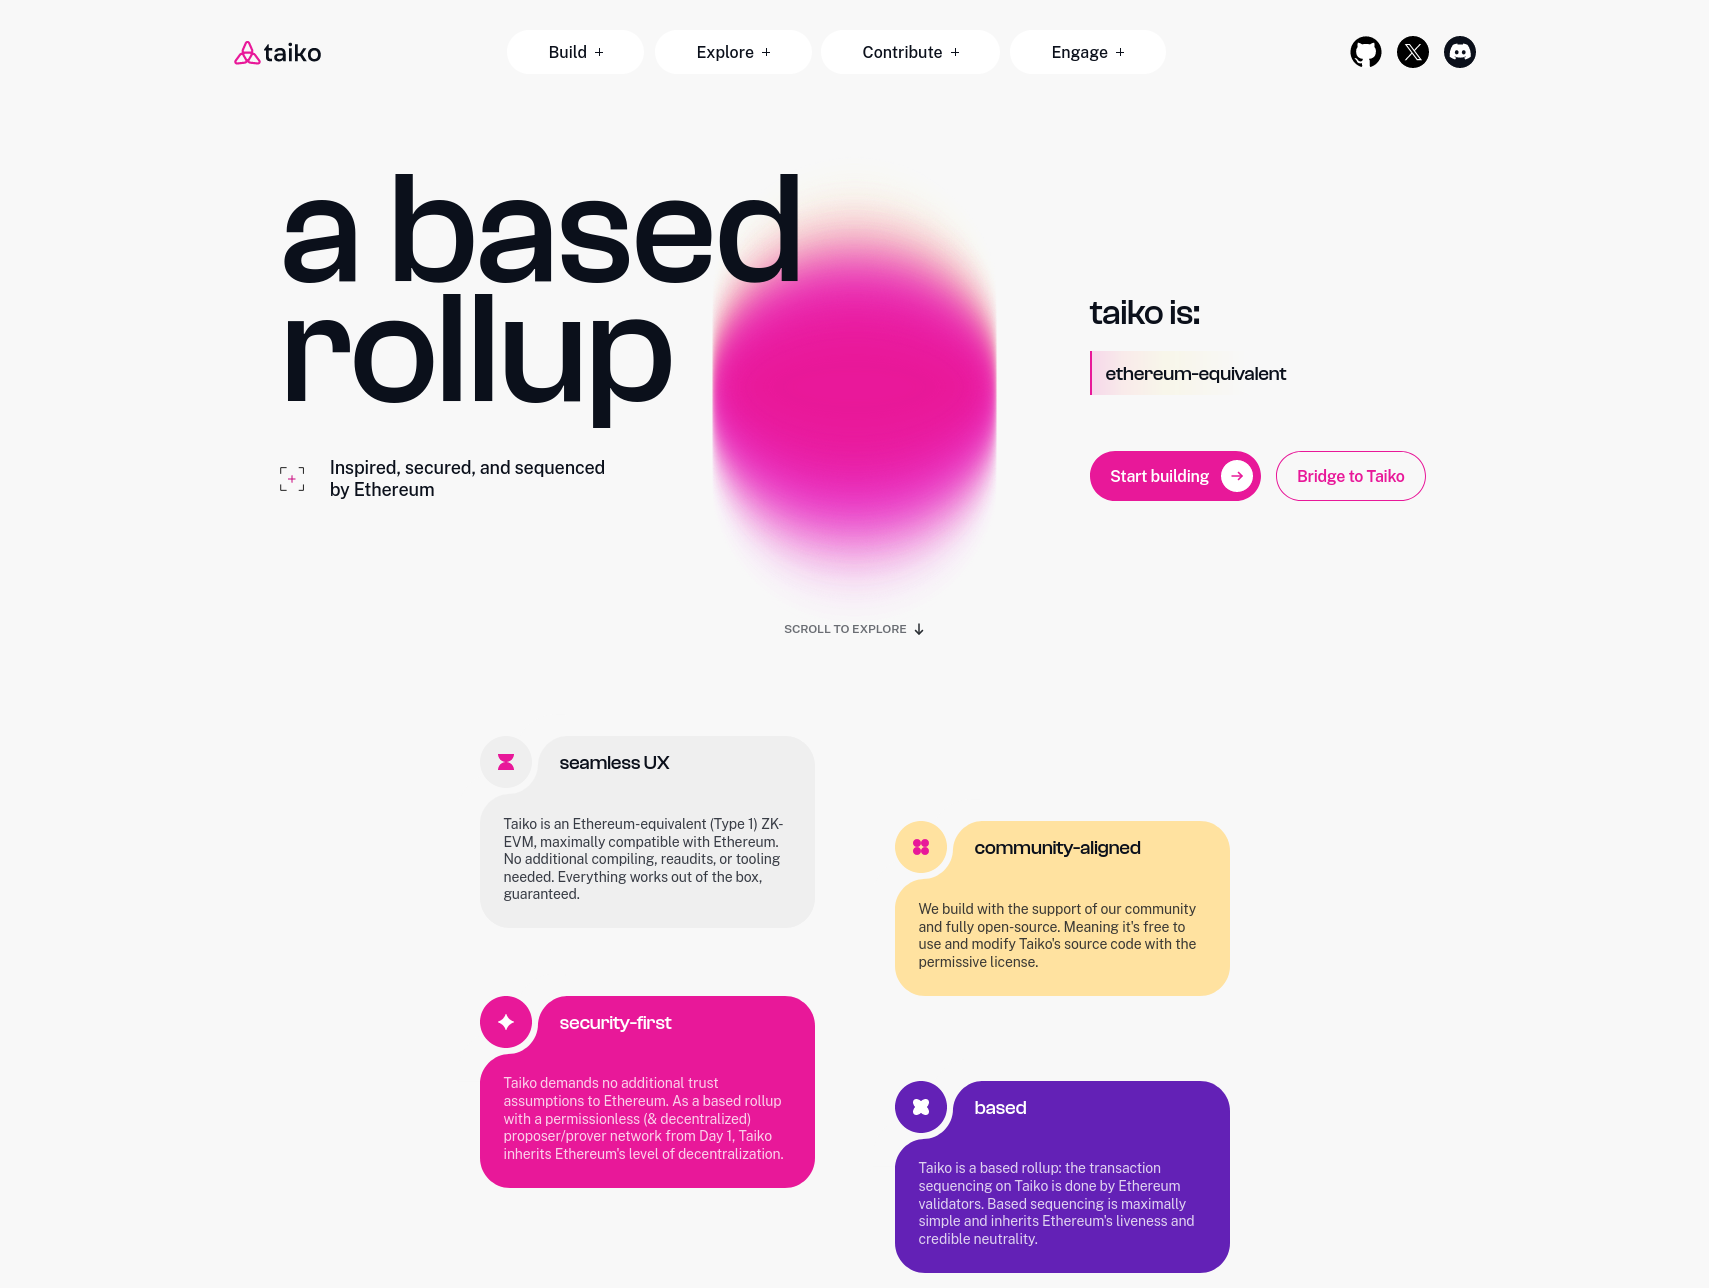 taiko
Build
Explore
Contribute
Engage
a based
rollup
Inspired, secured, and sequenced
by Ethereum
taiko is:
ethereum-equivalent
Start building
Bridge to Taiko
SCROLL TO EXPLORE
seamless UX
Taiko is an Ethereum-equivalent (Type 1) ZK-
EVM, maximally compatible with Ethereum.
No additional compiling, reaudits, or tooling
needed. Everything works out of the box,
guaranteed.
community-aligned
We build with the support of our community
and fully open-source. Meaning it's free to
use and modify Taiko's source code with the
permissive license.
security-first
Taiko demands no additional trust
assumptions to Ethereum. As a based rollup
with a permissionless (& decentralized)
proposer/prover network from Day 1, Taiko
inherits Ethereum's level of decentralization.
based
Taiko is a based rollup: the transaction
sequencing on Taiko is done by Ethereum
validators. Based sequencing is maximally
simple and inherits Ethereum's liveness and
credible neutrality.